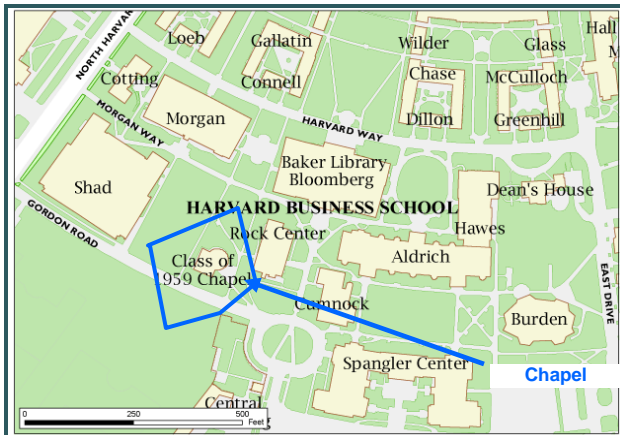 NORTH HARVARD
Loeb
Gallatin
Connell
Wilder
Chase
Dillon
Glass
McCulloch
Greenhill
Hall
M
Cotting
Morgan
MORGAN WAY
HARVARD WAY
Shad
Baker Library
Bloomberg
HARVARD BUSINESS SCHOOL
Dean's House
Hawes
GORDON ROAD
Rock Center
Class of
1959 Chapel
Aldrich
Cumnock
EAST DRIVE
Burden
Spangler Center
Chapel
Central
0 250 500
Feet